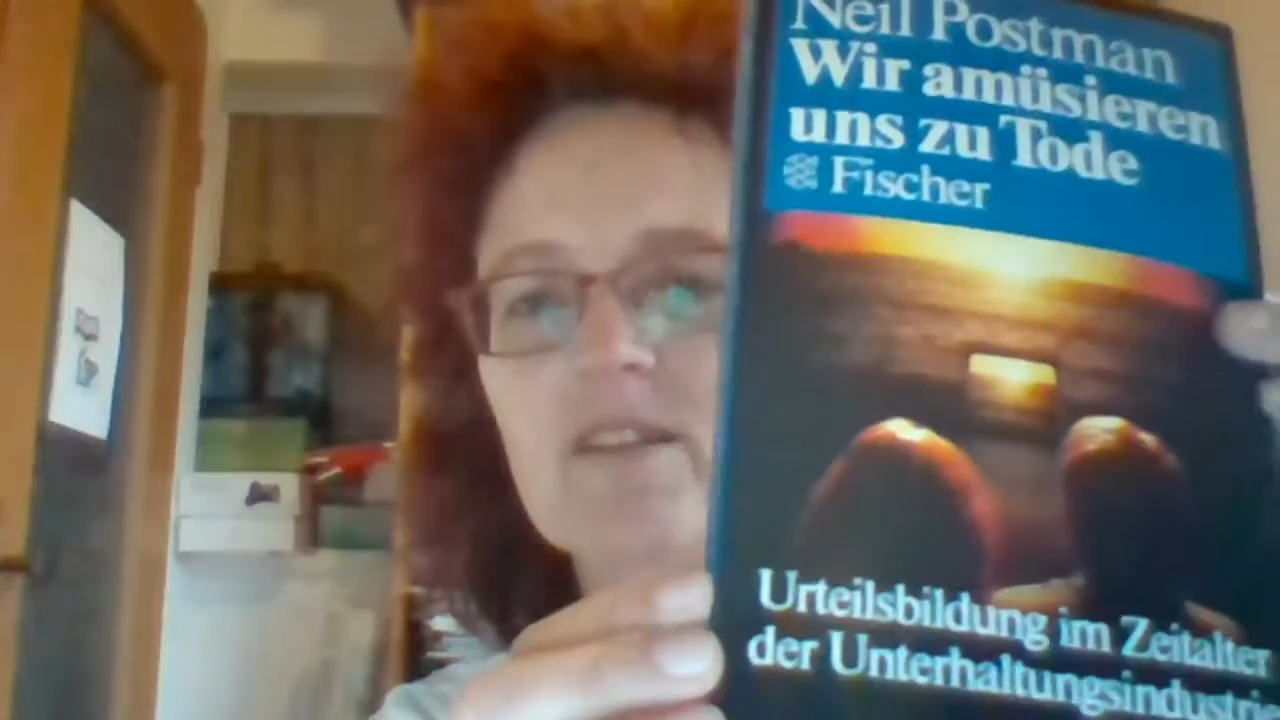 Neil Postman
Wir amüsieren
uns zu Tode
Fischer
Urteilsbildung im Zeitalter
der Unterhaltungsindustrie